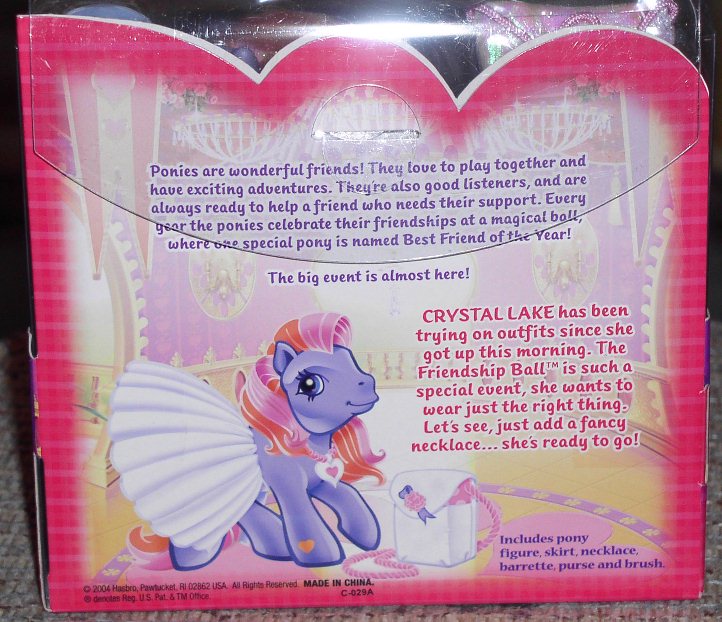 Ponies are wonderful friends! They love to play together and
have exciting adventures. They're also good listeners, and are
always ready to help a friend who needs their support. Every
year the ponies celebrate their friendships at a magical ball,
where one special pony is named Best Friend of the Year!
The big event is almost here!
CRYSTAL LAKE has been
trying on outfits since she
got up this morning. The
Friendship Ball™ is such a
special event, she wants to
wear just the right thing.
Let's see, just add a fancy
necklace... she's ready to go!
Includes pony
figure, skirt, necklace,
barrette, purse and brush.
© 2004 Hasbro, Pawtucket, RI 02862 USA. All Rights Reserved. MADE IN CHINA.
® denotes Reg. U.S. Pat. & TM Office. C-029A